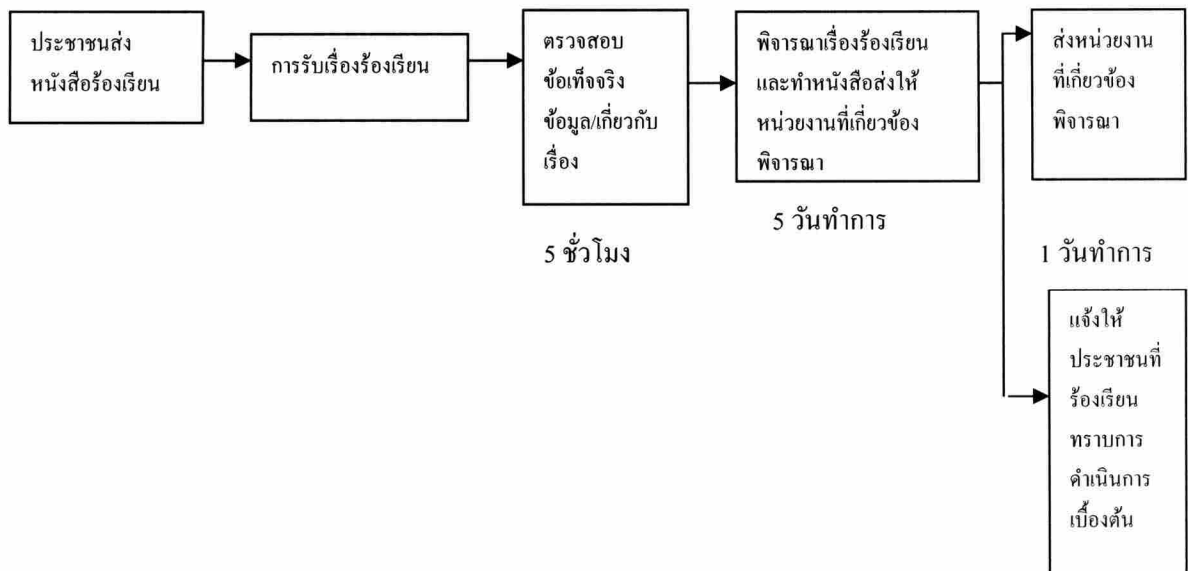 ประชาชนส่ง
หนังสือร้องเรียน
การรับเรื่องร้องเรียน
ตรวจสอบ
ข้อเท็จจริง
ข้อมูล/เกี่ยวกับ
เรื่อง
5 ชั่วโมง
พิจารณาเรื่องร้องเรียน
และทำหนังสือส่งให้
หน่วยงานที่เกี่ยวข้อง
พิจารณา
5 วันทำการ
ส่งหน่วยงาน
ที่เกี่ยวข้อง
พิจารณา
1 วันทำการ
แจ้งให้
ประชาชนที่
ร้องเรียน
ทราบการ
ดำเนินการ
เบื้องต้น